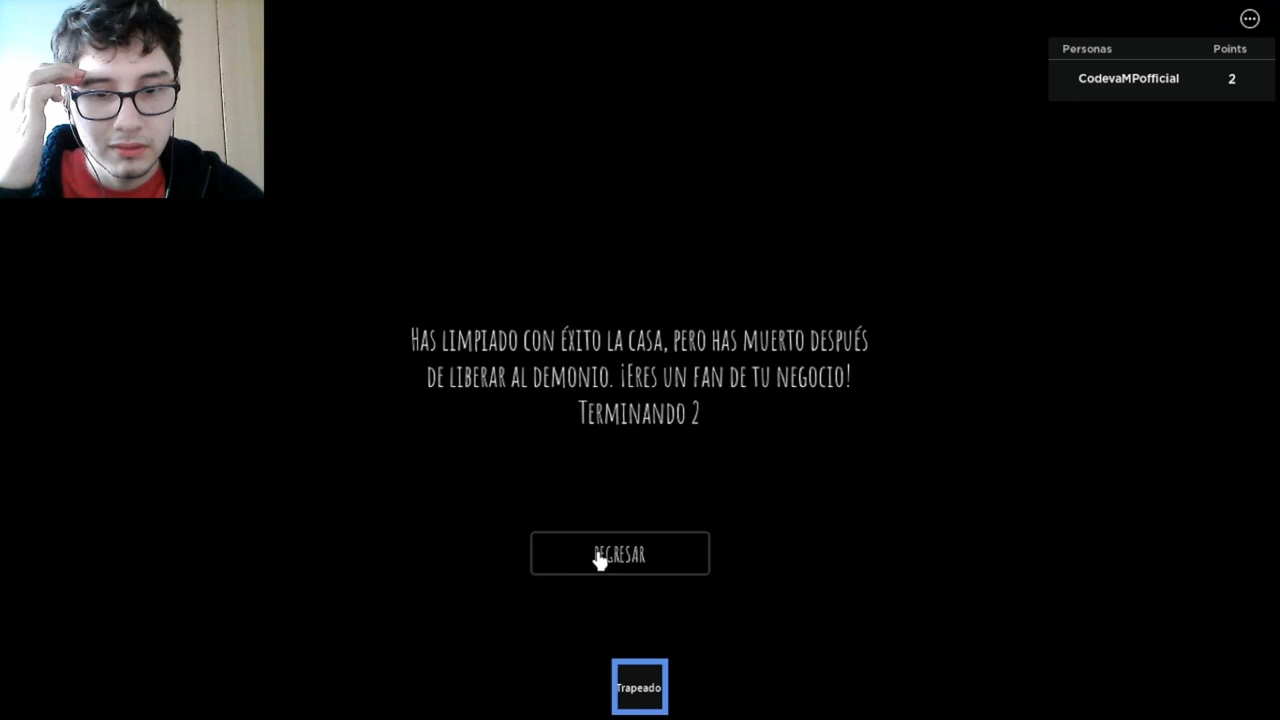 Personas Points
CodevaMPofficial 2
Has limpiado con éxito la casa, pero has muerto después
de liberar al demonio. ¡Eres un fan de tu negocio!
Terminando 2
Regresar
Trapeado